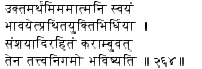 उक्तमर्थमिममात्मनि स्वयं
भावयेत्प्रथितयुक्तिभिर्धिया ।
संशयादिरहितं कराम्बुवत्
तेन तत्त्वनिगमो भविष्यति ॥ २६४॥